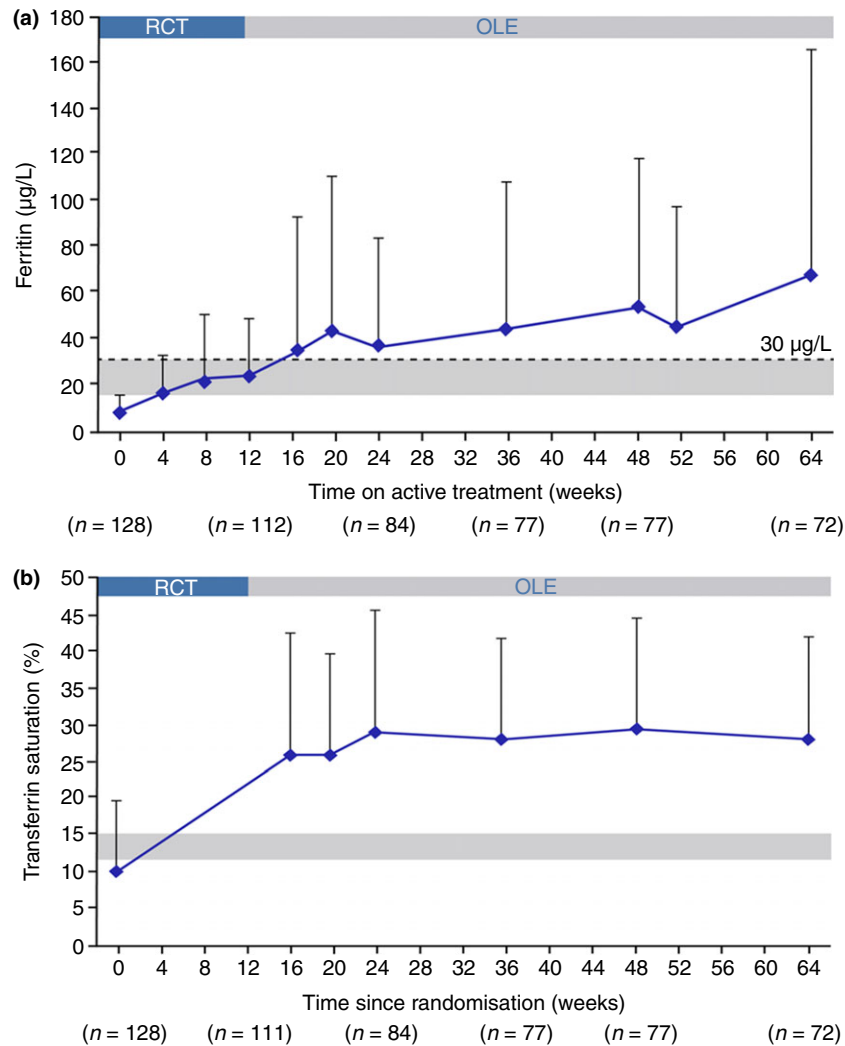 (a)
180
RCT
OLE
160
140
120
100
80
60
40
20
0
Ferritin (µg/L)
30 µg/L
0 4 8 12 16 20 24 28 32 36 40 44 48 52 56 60 64
Time on active treatment (weeks)
(n = 128) (n = 112) (n = 84) (n = 77) (n = 77) (n = 72)
(b)
50
RCT
OLE
45
40
35
30
25
20
15
10
5
0
Transferrin saturation (%)
0 4 8 12 16 20 24 28 32 36 40 44 48 52 56 60 64
Time since randomisation (weeks)
(n = 128) (n = 111) (n = 84) (n = 77) (n = 77) (n = 72)